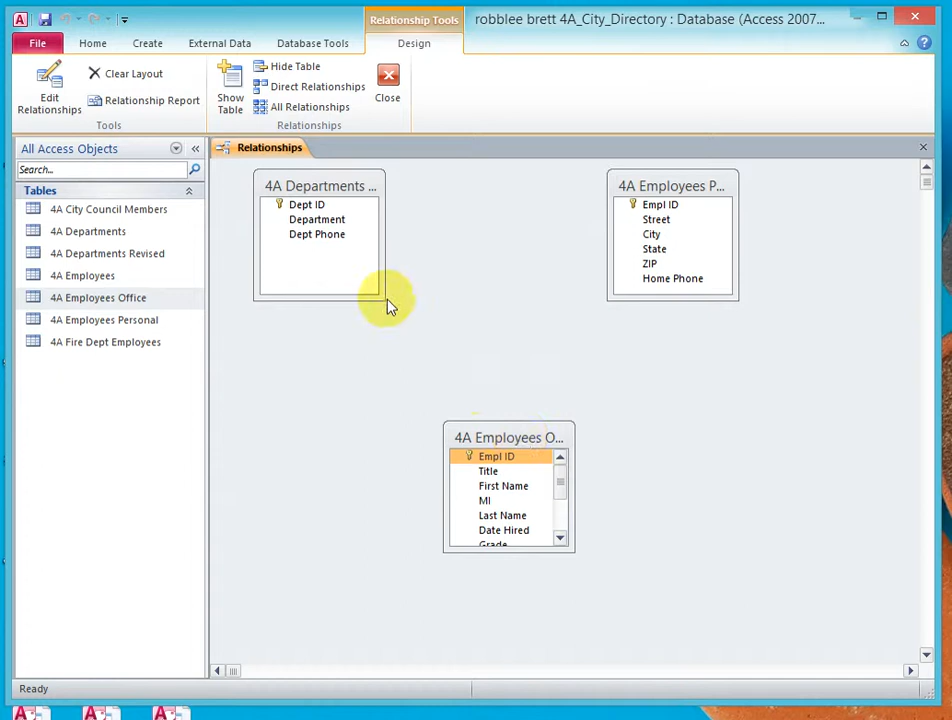 Relationship Tools
robblee brett 4A_City_Directory : Database (Access 2007...
File
Home
Create
External Data
Database Tools
Design
Edit Relationships
Clear Layout
Relationship Report
Tools
Show Table
Hide Table
Direct Relationships
All Relationships
Relationships
Close
All Access Objects
Search...
Tables
4A City Council Members
4A Departments
4A Departments Revised
4A Employees
4A Employees Office
4A Employees Personal
4A Fire Dept Employees
Relationships
4A Departments ...
Dept ID
Department
Dept Phone
4A Employees P...
Empl ID
Street
City
State
ZIP
Home Phone
4A Employees O...
Empl ID
Title
First Name
MI
Last Name
Date Hired
Grade
Ready